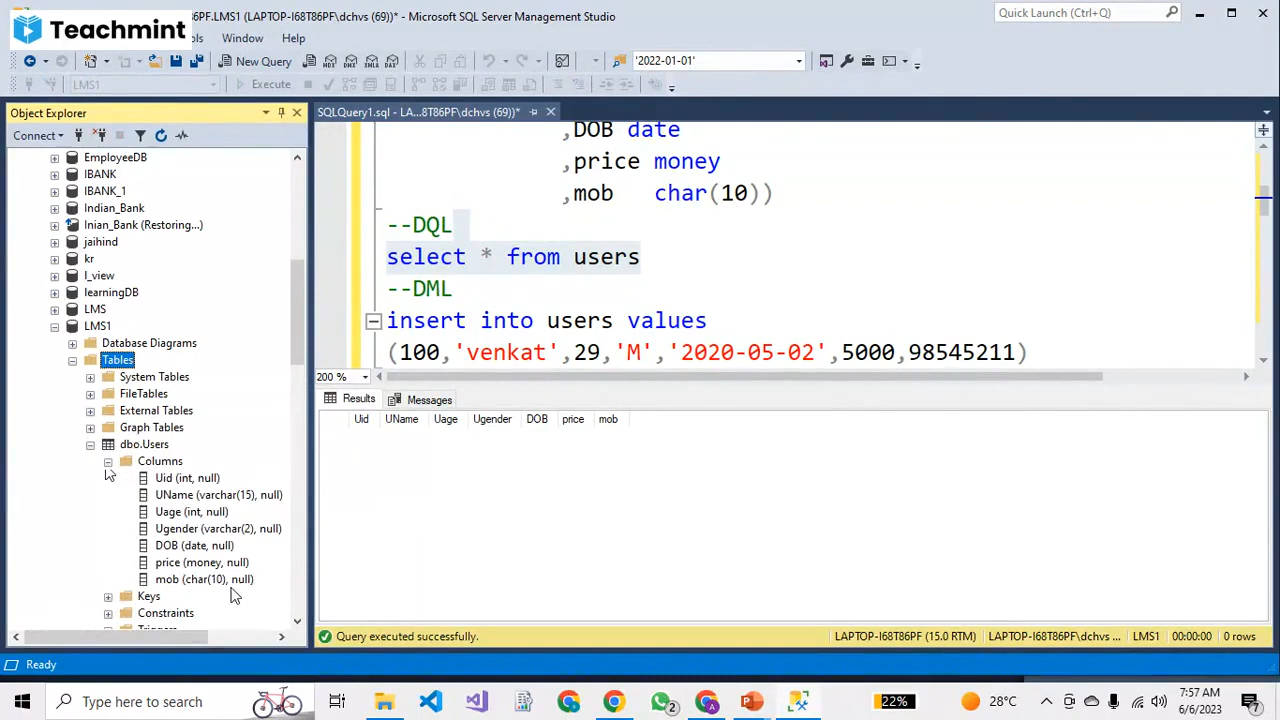 Teachmint
PF.LMS1 (LAPTOP-I68T86PF\dchvs (69))* - Microsoft SQL Server Management Studio
Quick Launch (Ctrl+Q)
Window Help
New Query
'2022-01-01'
LMS1
Execute
Object Explorer
SQLQuery1.sql - LA...8T86PF\dchvs (69))*
Connect
EmployeeDB
IBANK
IBANK_1
Indian_Bank
Inian_Bank (Restoring...)
jaihind
kr
l_view
learningDB
LMS
LMS1
Database Diagrams
Tables
System Tables
FileTables
External Tables
Graph Tables
dbo.Users
Columns
Uid (int, null)
UName (varchar(15), null)
Uage (int, null)
Ugender (varchar(2), null)
DOB (date, null)
price (money, null)
mob (char(10), null)
Keys
Constraints
,DOB date
,price money
,mob char(10))
--DQL
select * from users
--DML
insert into users values
(100,'venkat',29,'M','2020-05-02',5000,98545211)
200 %
Results Messages
Uid UName Uage Ugender DOB price mob
Query executed successfully.
LAPTOP-I68T86PF (15.0 RTM) LAPTOP-I68T86PF\dchvs ... LMS1 00:00:00 0 rows
Ready
Type here to search
2
22%
28°C
7:57 AM
6/6/2023
7